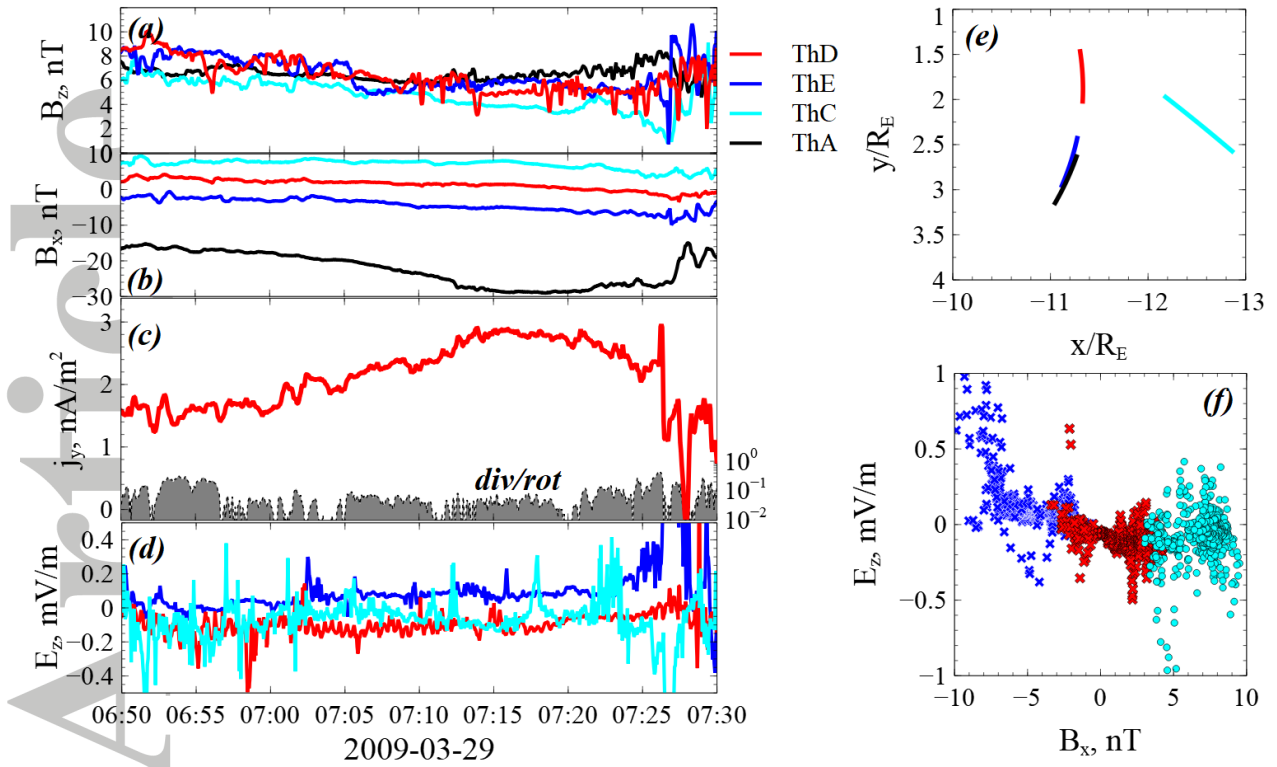 (a)
B_z, nT
10
8
6
4
2
ThD
ThE
ThC
ThA
(b)
B_x, nT
10
0
−10
−20
−30
(c)
j_y, nA/m²
3
2
1
0
div/rot
10⁰
10⁻¹
10⁻²
(d)
E_z, mV/m
0.4
0.2
0
−0.2
−0.4
06:50 06:55 07:00 07:05 07:10 07:15 07:20 07:25 07:30
2009-03-29
(e)
y/R_E
1
1.5
2
2.5
3
3.5
4
−10 −11 −12 −13
x/R_E
(f)
E_z, mV/m
1
0.5
0
−0.5
−1
−10 −5 0 5 10
B_x, nT